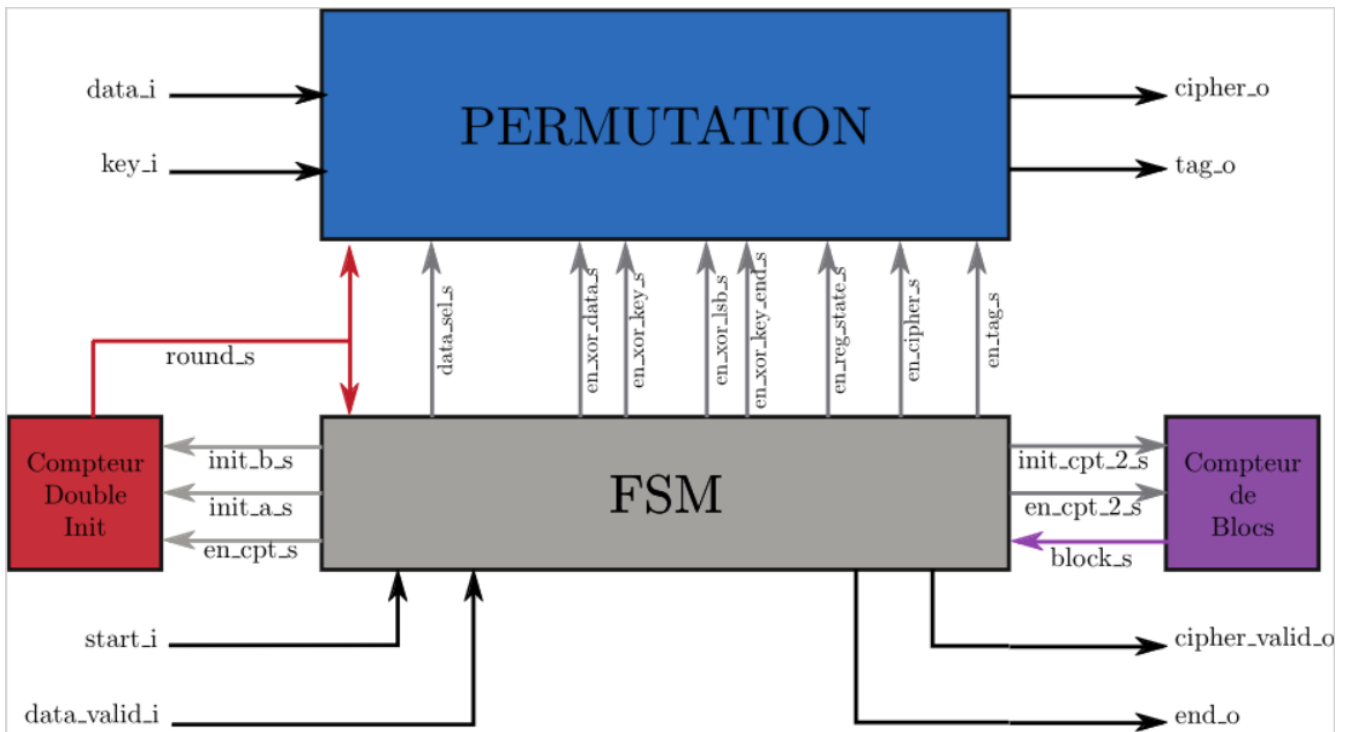 data_i
key_i
PERMUTATION
cipher_o
tag_o
round_s
data_sel_s
en_xor_data_s
en_xor_key_s
en_xor_lsb_s
en_xor_key_end_s
en_reg_state_s
en_cipher_s
en_tag_s
Compteur
Double
Init
init_b_s
init_a_s
en_cpt_s
FSM
init_cpt_2_s
en_cpt_2_s
block_s
Compteur
de
Blocs
start_i
data_valid_i
cipher_valid_o
end_o